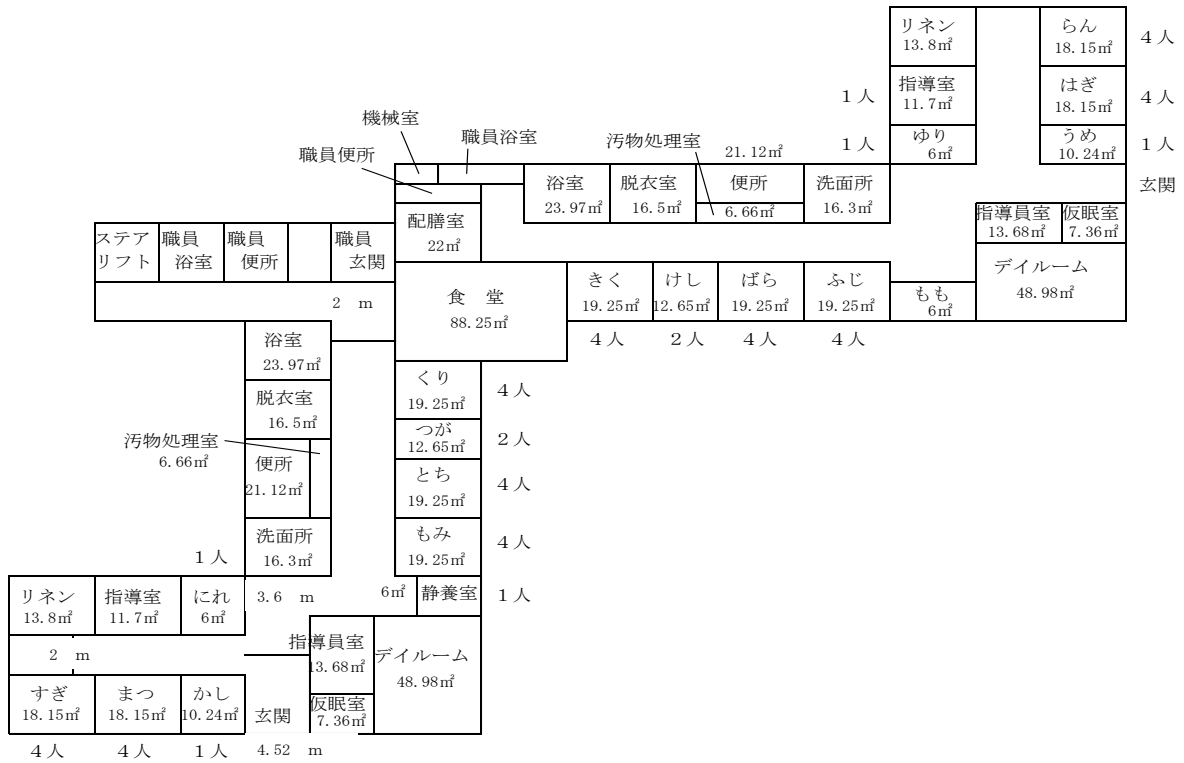 リネン
13.8㎡
らん
18.15㎡
4人
1人
指導室
11.7㎡
はぎ
18.15㎡
4人
1人
ゆり
6㎡
うめ
10.24㎡
1人
玄関
機械室
職員浴室
職員便所
汚物処理室
21.12㎡
浴室
23.97㎡
脱衣室
16.5㎡
便所
6.66㎡
洗面所
16.3㎡
指導員室
13.68㎡
仮眠室
7.36㎡
デイルーム
48.98㎡
もも
6㎡
配膳室
22㎡
ステア
リフト
職員
浴室
職員
便所
職員
玄関
2 m
食 堂
88.25㎡
きく
19.25㎡
けし
12.65㎡
ばら
19.25㎡
ふじ
19.25㎡
4人
2人
4人
4人
浴室
23.97㎡
脱衣室
16.5㎡
汚物処理室
6.66㎡
便所
21.12㎡
洗面所
16.3㎡
くり
19.25㎡
4人
つが
12.65㎡
2人
とち
19.25㎡
4人
もみ
19.25㎡
4人
6㎡
静養室
1人
1人
リネン
13.8㎡
指導室
11.7㎡
にれ
6㎡
3.6 m
2 m
指導員室
13.68㎡
デイルーム
48.98㎡
仮眠室
7.36㎡
すぎ
18.15㎡
まつ
18.15㎡
かし
10.24㎡
玄関
4人
4人
1人
4.52 m